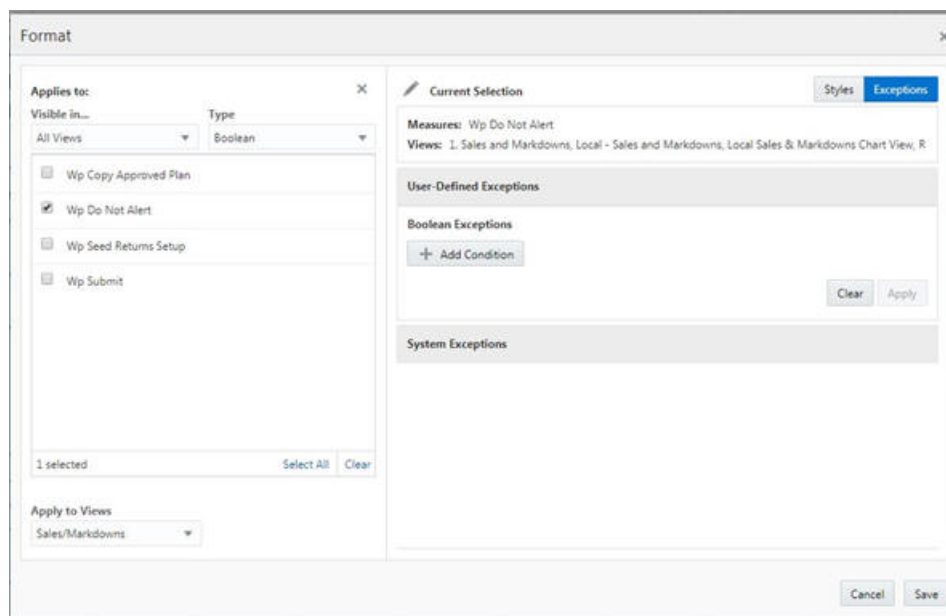 Format
Applies to:
Visible in...
Type
All Views
Boolean
Wp Copy Approved Plan
Wp Do Not Alert
Wp Seed Returns Setup
Wp Submit
1 selected
Select All
Clear
Apply to Views
Sales/Markdowns
Current Selection
Styles
Exceptions
Measures: Wp Do Not Alert
Views: 1. Sales and Markdowns, Local - Sales and Markdowns, Local Sales & Markdowns Chart View, R
User-Defined Exceptions
Boolean Exceptions
+ Add Condition
Clear
Apply
System Exceptions
Cancel
Save